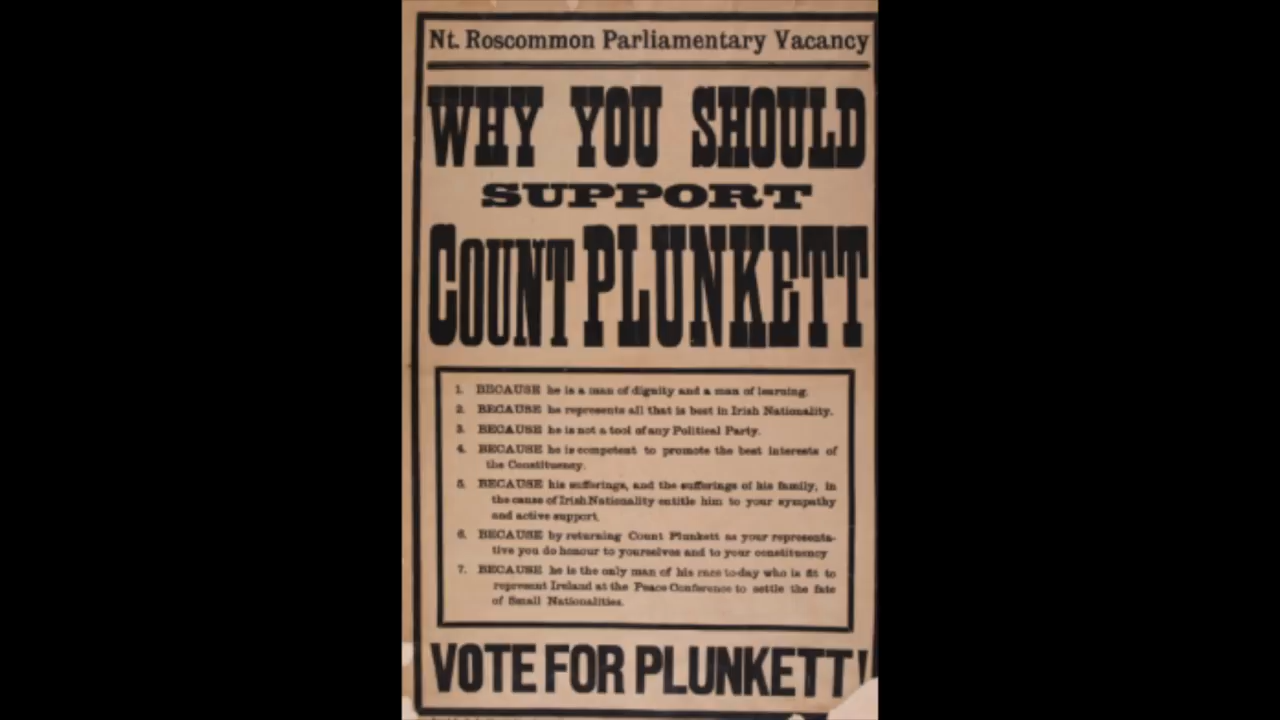 Nt. Roscommon Parliamentary Vacancy
WHY YOU SHOULD
SUPPORT
COUNT PLUNKETT
1. BECAUSE he is a man of dignity and a man of learning.
2. BECAUSE he represents all that is best in Irish Nationality.
3. BECAUSE he is not a tool of any Political Party.
4. BECAUSE he is competent to promote the best interests of
the Constituency.
5. BECAUSE his sufferings, and the sufferings of his family, in
the cause of Irish Nationality entitle him to your sympathy
and active support.
6. BECAUSE by returning Count Plunkett as your representa-
tive you do honour to yourselves and to your constituency
7. BECAUSE he is the only man of his race to-day who is fit to
represent Ireland at the Peace Conference to settle the fate
of Small Nationalities.
VOTE FOR PLUNKETT!